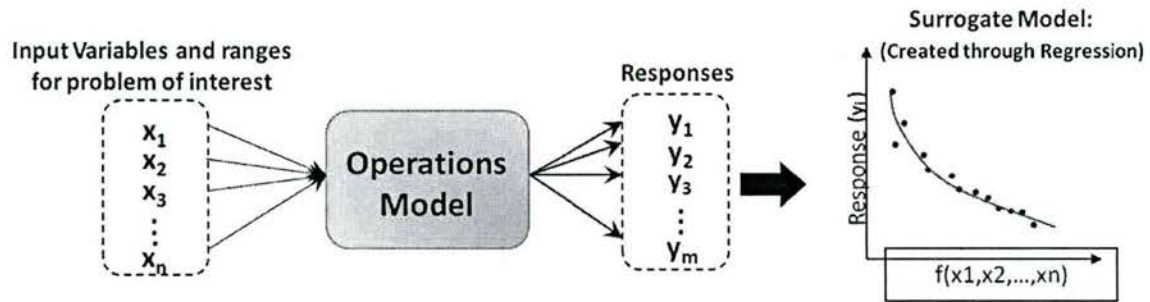 Input Variables and ranges
for problem of interest
x₁
x₂
x₃
⋮
xₙ
Operations
Model
Responses
y₁
y₂
y₃
⋮
yₘ
Surrogate Model:
(Created through Regression)
Response (yᵢ)
f(x1,x2,...,xn)